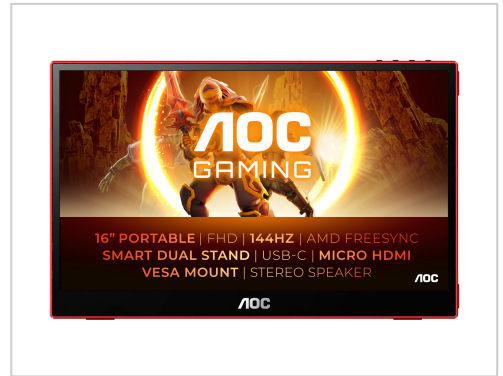 AOC
GAMING
16” PORTABLE | FHD | 144HZ | AMD FREESYNC
SMART DUAL STAND | USB-C | MICRO HDMI
VESA MOUNT | STEREO SPEAKER
AOC
AOC